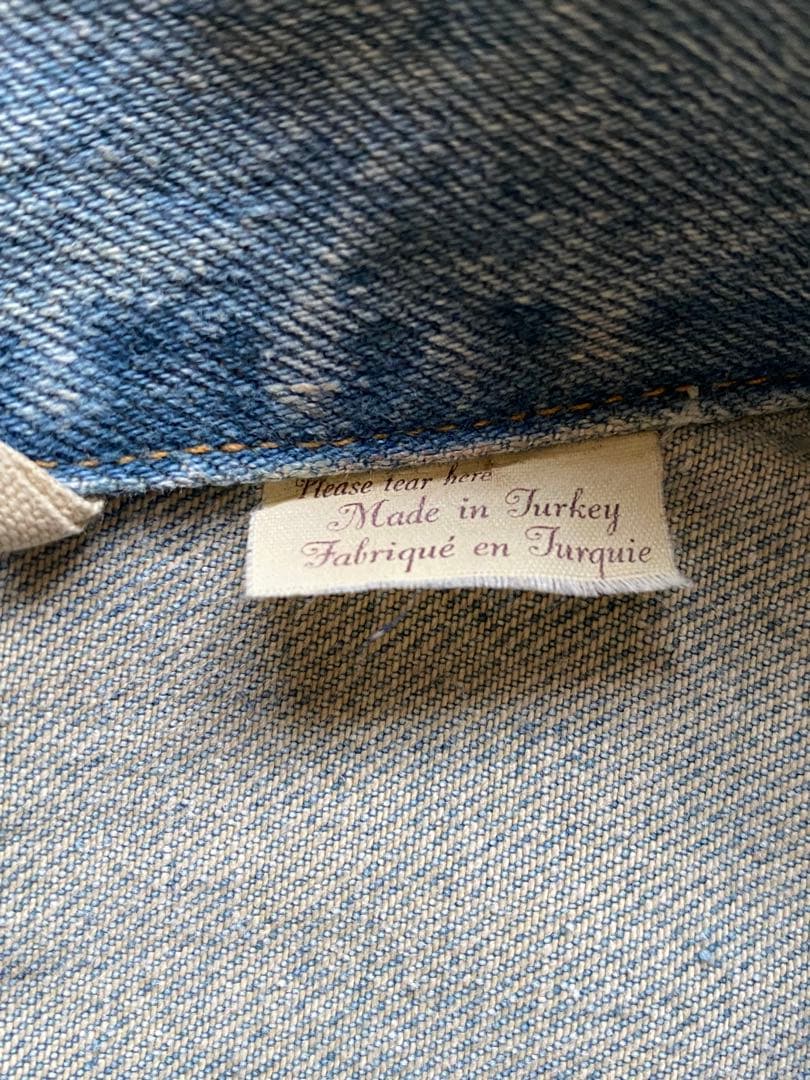 Please tear here
Made in Turkey
Fabriqué en Turquie